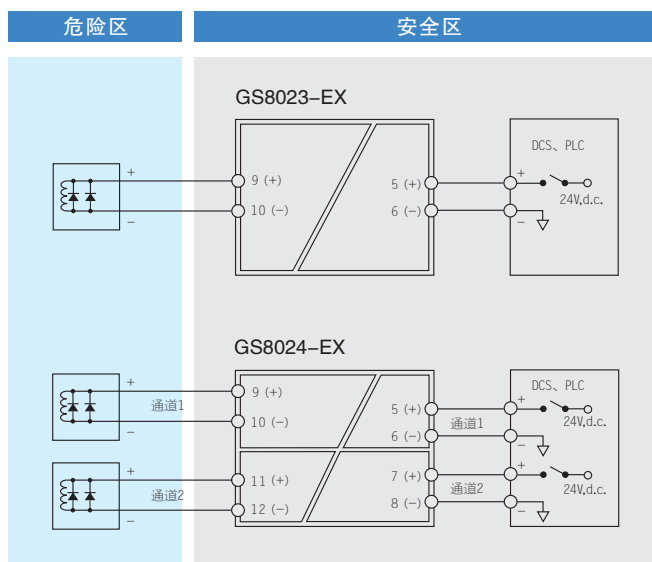 危险区
安全区
GS8023-EX
DCS、PLC
+
9 (+)
5 (+)
+
24V.d.c.
10 (-)
6 (-)
-
-
GS8024-EX
DCS、PLC
+
9 (+)
通道1
5 (+)
+
通道1
24V.d.c.
10 (-)
6 (-)
-
-
+
11 (+)
7 (+)
+
通道2
通道2
24V.d.c.
12 (-)
8 (-)
-
-